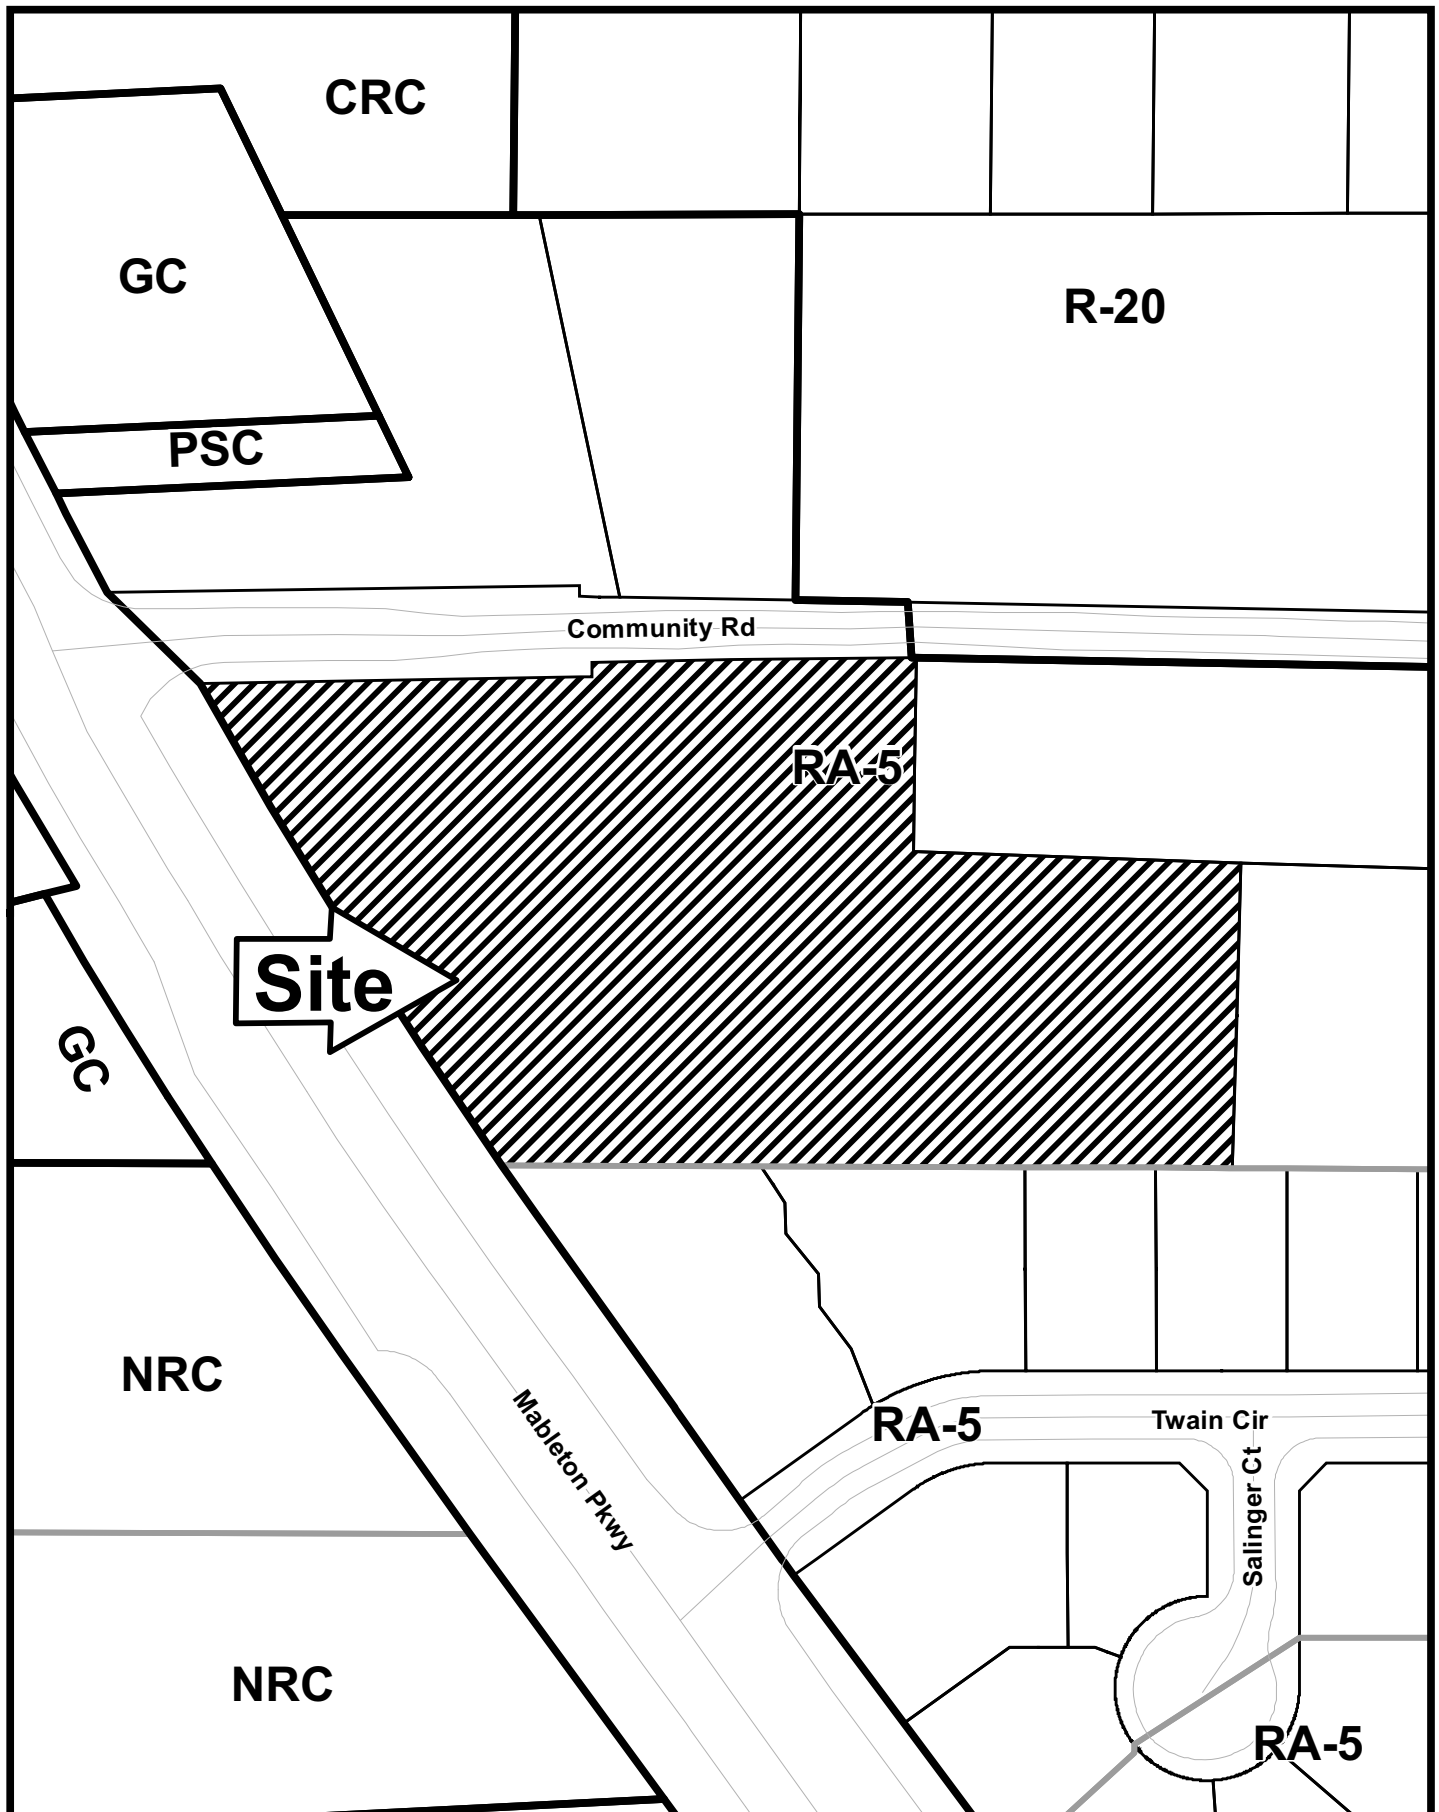 CRC
GC
R-20
PSC
Community Rd
RA-5
Site
GC
NRC
Mableton Pkwy
RA-5
Twain Cir
Salinger Ct
NRC
RA-5